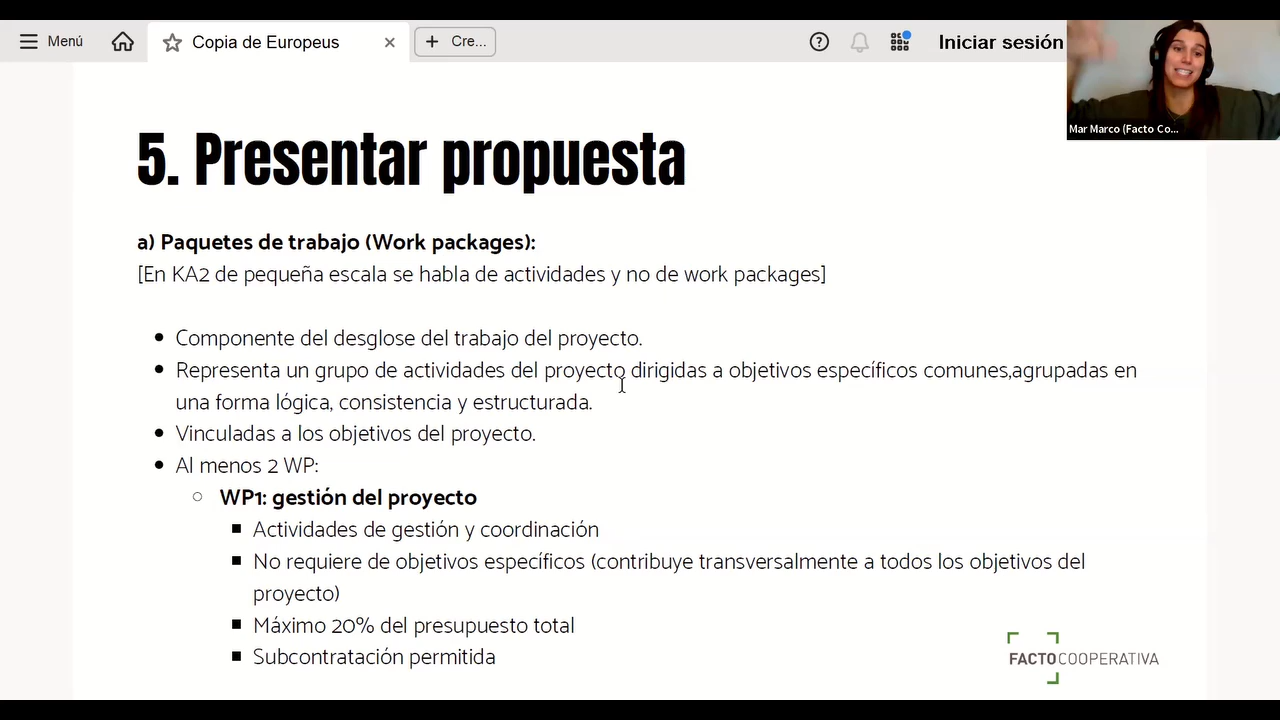 Menú
Copia de Europeus
Cre...
Iniciar sesión
Mar Marco (Facto Co...
5. Presentar propuesta
a) Paquetes de trabajo (Work packages):
[En KA2 de pequeña escala se habla de actividades y no de work packages]
Componente del desglose del trabajo del proyecto.
Representa un grupo de actividades del proyecto dirigidas a objetivos específicos comunes,agrupadas en
una forma lógica, consistencia y estructurada.
Vinculadas a los objetivos del proyecto.
Al menos 2 WP:
WP1: gestión del proyecto
Actividades de gestión y coordinación
No requiere de objetivos específicos (contribuye transversalmente a todos los objetivos del
proyecto)
Máximo 20% del presupuesto total
Subcontratación permitida
FACTOCOOPERATIVA